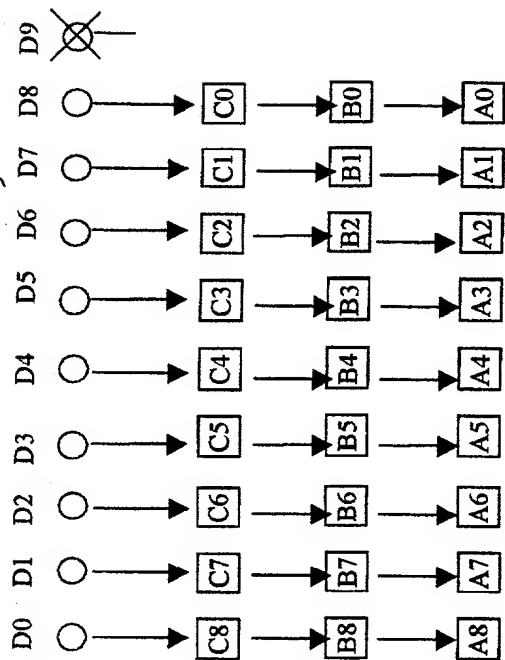 D0 D1 D2 D3 D4 D5 D6 D7 D8 D9
C8 C7 C6 C5 C4 C3 C2 C1 C0
B8 B7 B6 B5 B4 B3 B2 B1 B0
A8 A7 A6 A5 A4 A3 A2 A1 A0